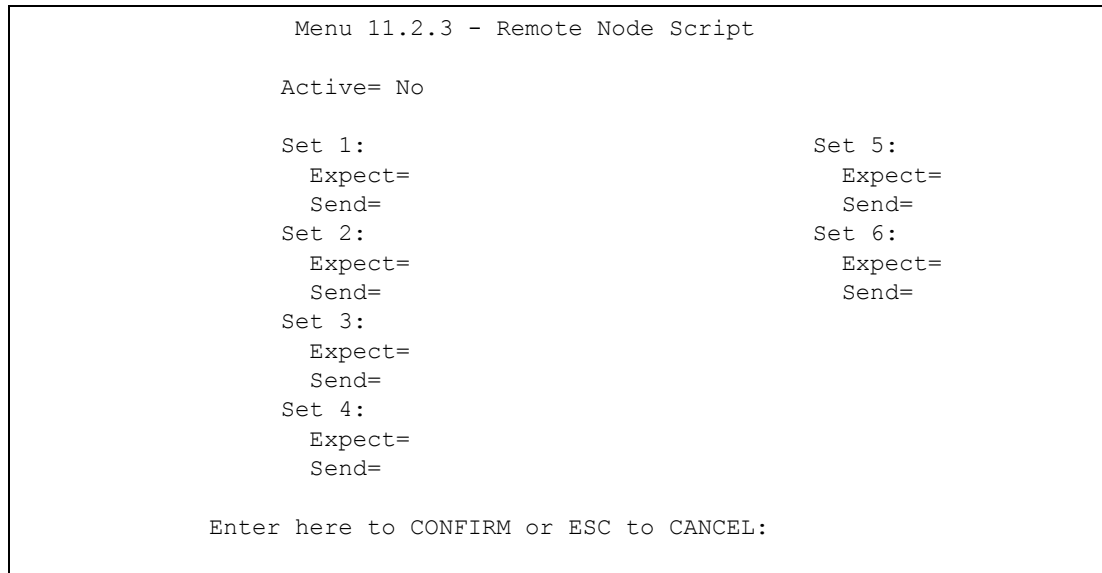 Menu 11.2.3 - Remote Node Script
Active= No
Set 1:                                Set 5:
  Expect=                               Expect=
  Send=                                 Send=
Set 2:                                Set 6:
  Expect=                               Expect=
  Send=                                 Send=
Set 3:
  Expect=
  Send=
Set 4:
  Expect=
  Send=
Enter here to CONFIRM or ESC to CANCEL: